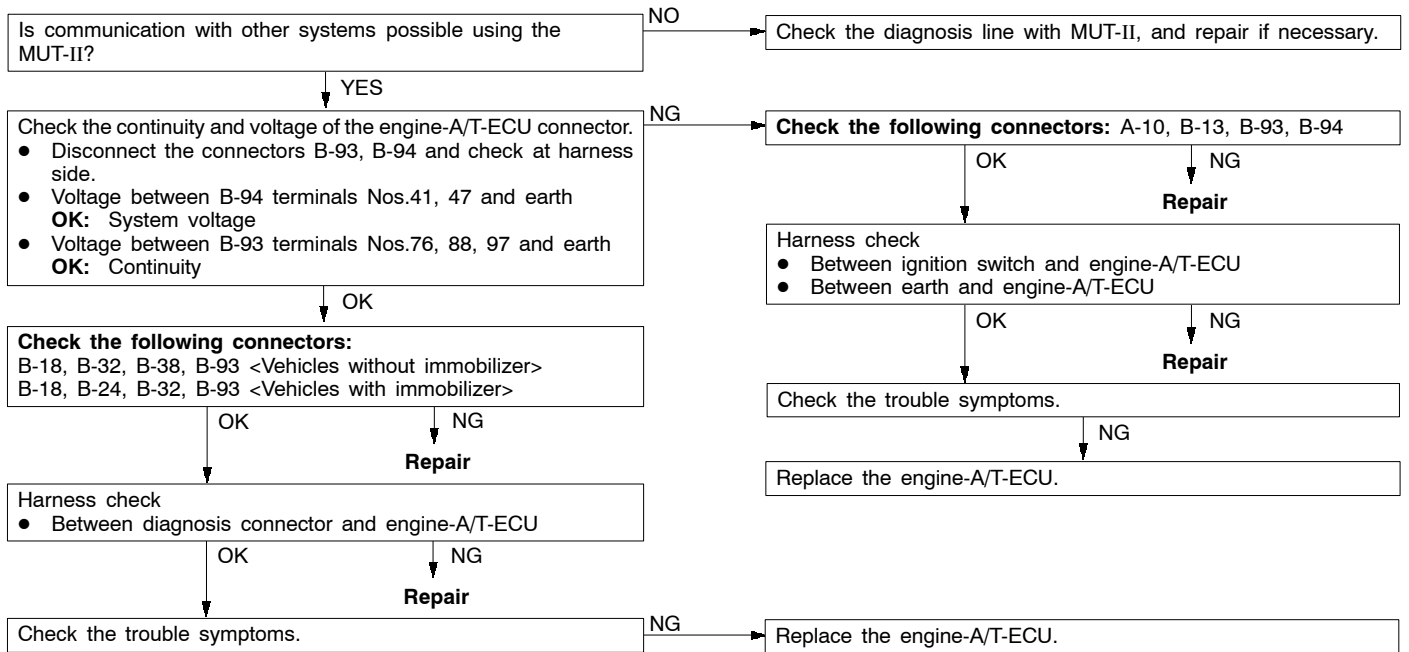 Is communication with other systems possible using the
MUT-II?
NO
Check the diagnosis line with MUT-II, and repair if necessary.
YES
Check the continuity and voltage of the engine-A/T-ECU connector.
● Disconnect the connectors B-93, B-94 and check at harness
side.
● Voltage between B-94 terminals Nos.41, 47 and earth
OK: System voltage
● Voltage between B-93 terminals Nos.76, 88, 97 and earth
OK: Continuity
NG
Check the following connectors: A-10, B-13, B-93, B-94
OK
NG
Repair
Harness check
● Between ignition switch and engine-A/T-ECU
● Between earth and engine-A/T-ECU
OK
NG
Repair
Check the trouble symptoms.
NG
Replace the engine-A/T-ECU.
OK
Check the following connectors:
B-18, B-32, B-38, B-93 <Vehicles without immobilizer>
B-18, B-24, B-32, B-93 <Vehicles with immobilizer>
OK
NG
Repair
Harness check
● Between diagnosis connector and engine-A/T-ECU
OK
NG
Repair
Check the trouble symptoms.
NG
Replace the engine-A/T-ECU.